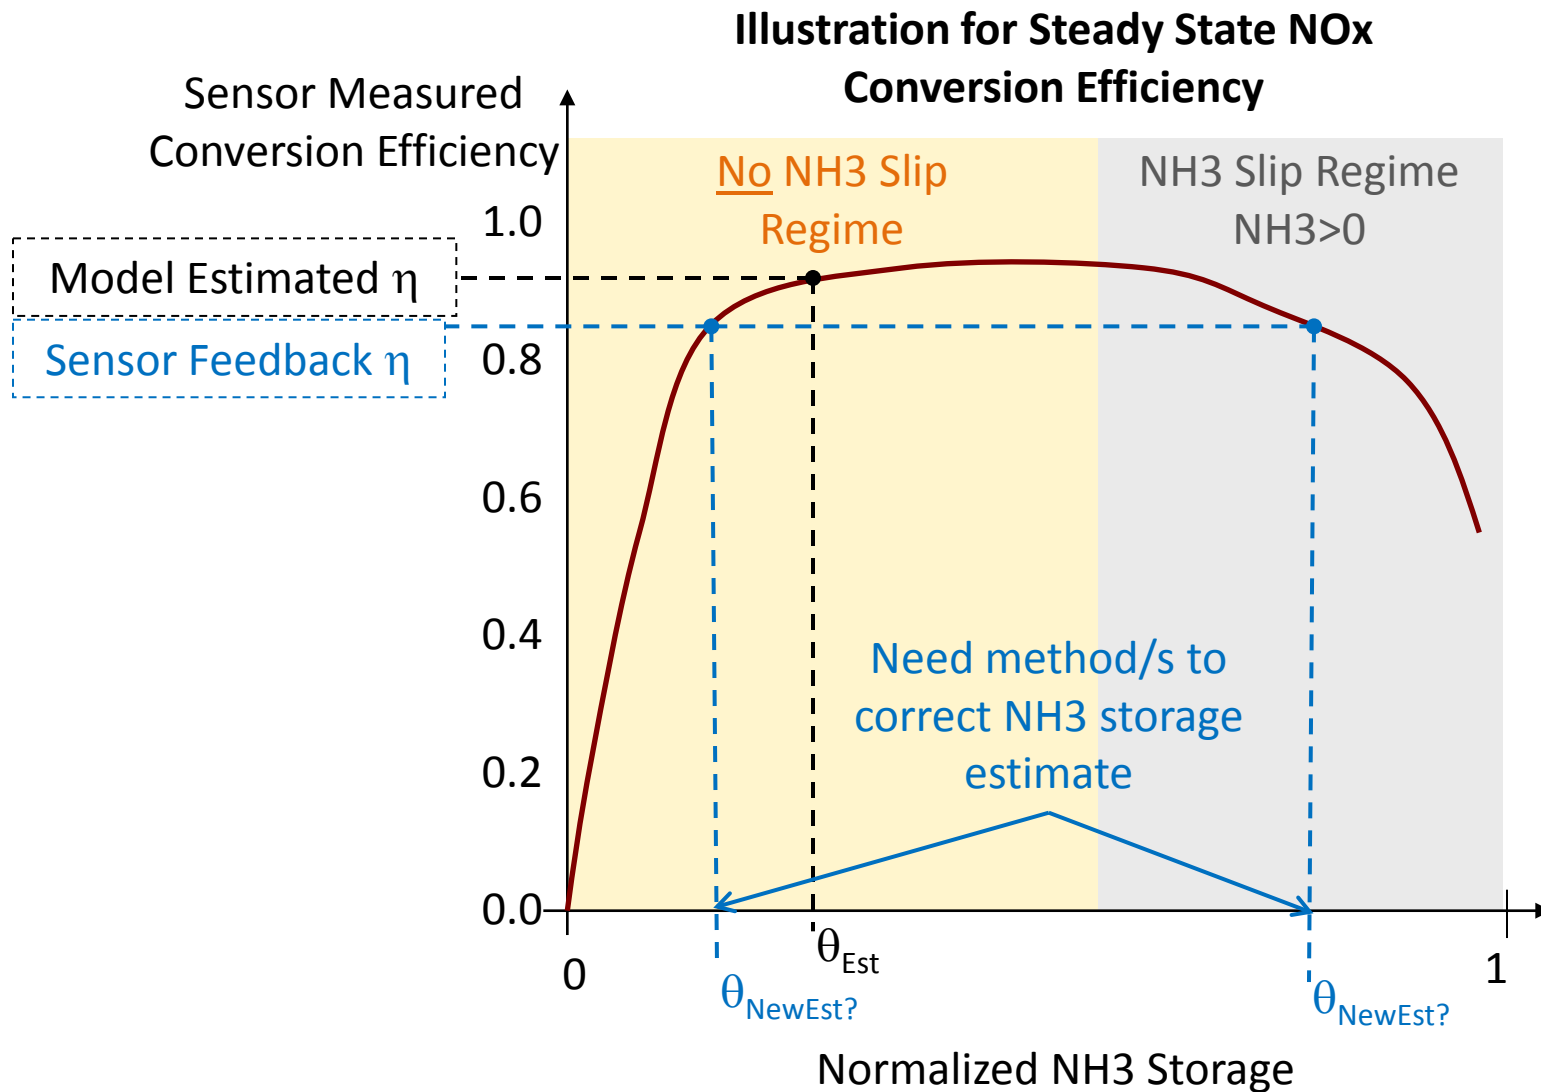 Illustration for Steady State NOx
Conversion Efficiency
Sensor Measured
Conversion Efficiency
No NH3 Slip
Regime
NH3 Slip Regime
NH3>0
1.0
Model Estimated η
Sensor Feedback η
0.8
0.6
0.4
0.2
0.0
Need method/s to
correct NH3 storage
estimate
0
θEst
θNewEst?
θNewEst?
1
Normalized NH3 Storage